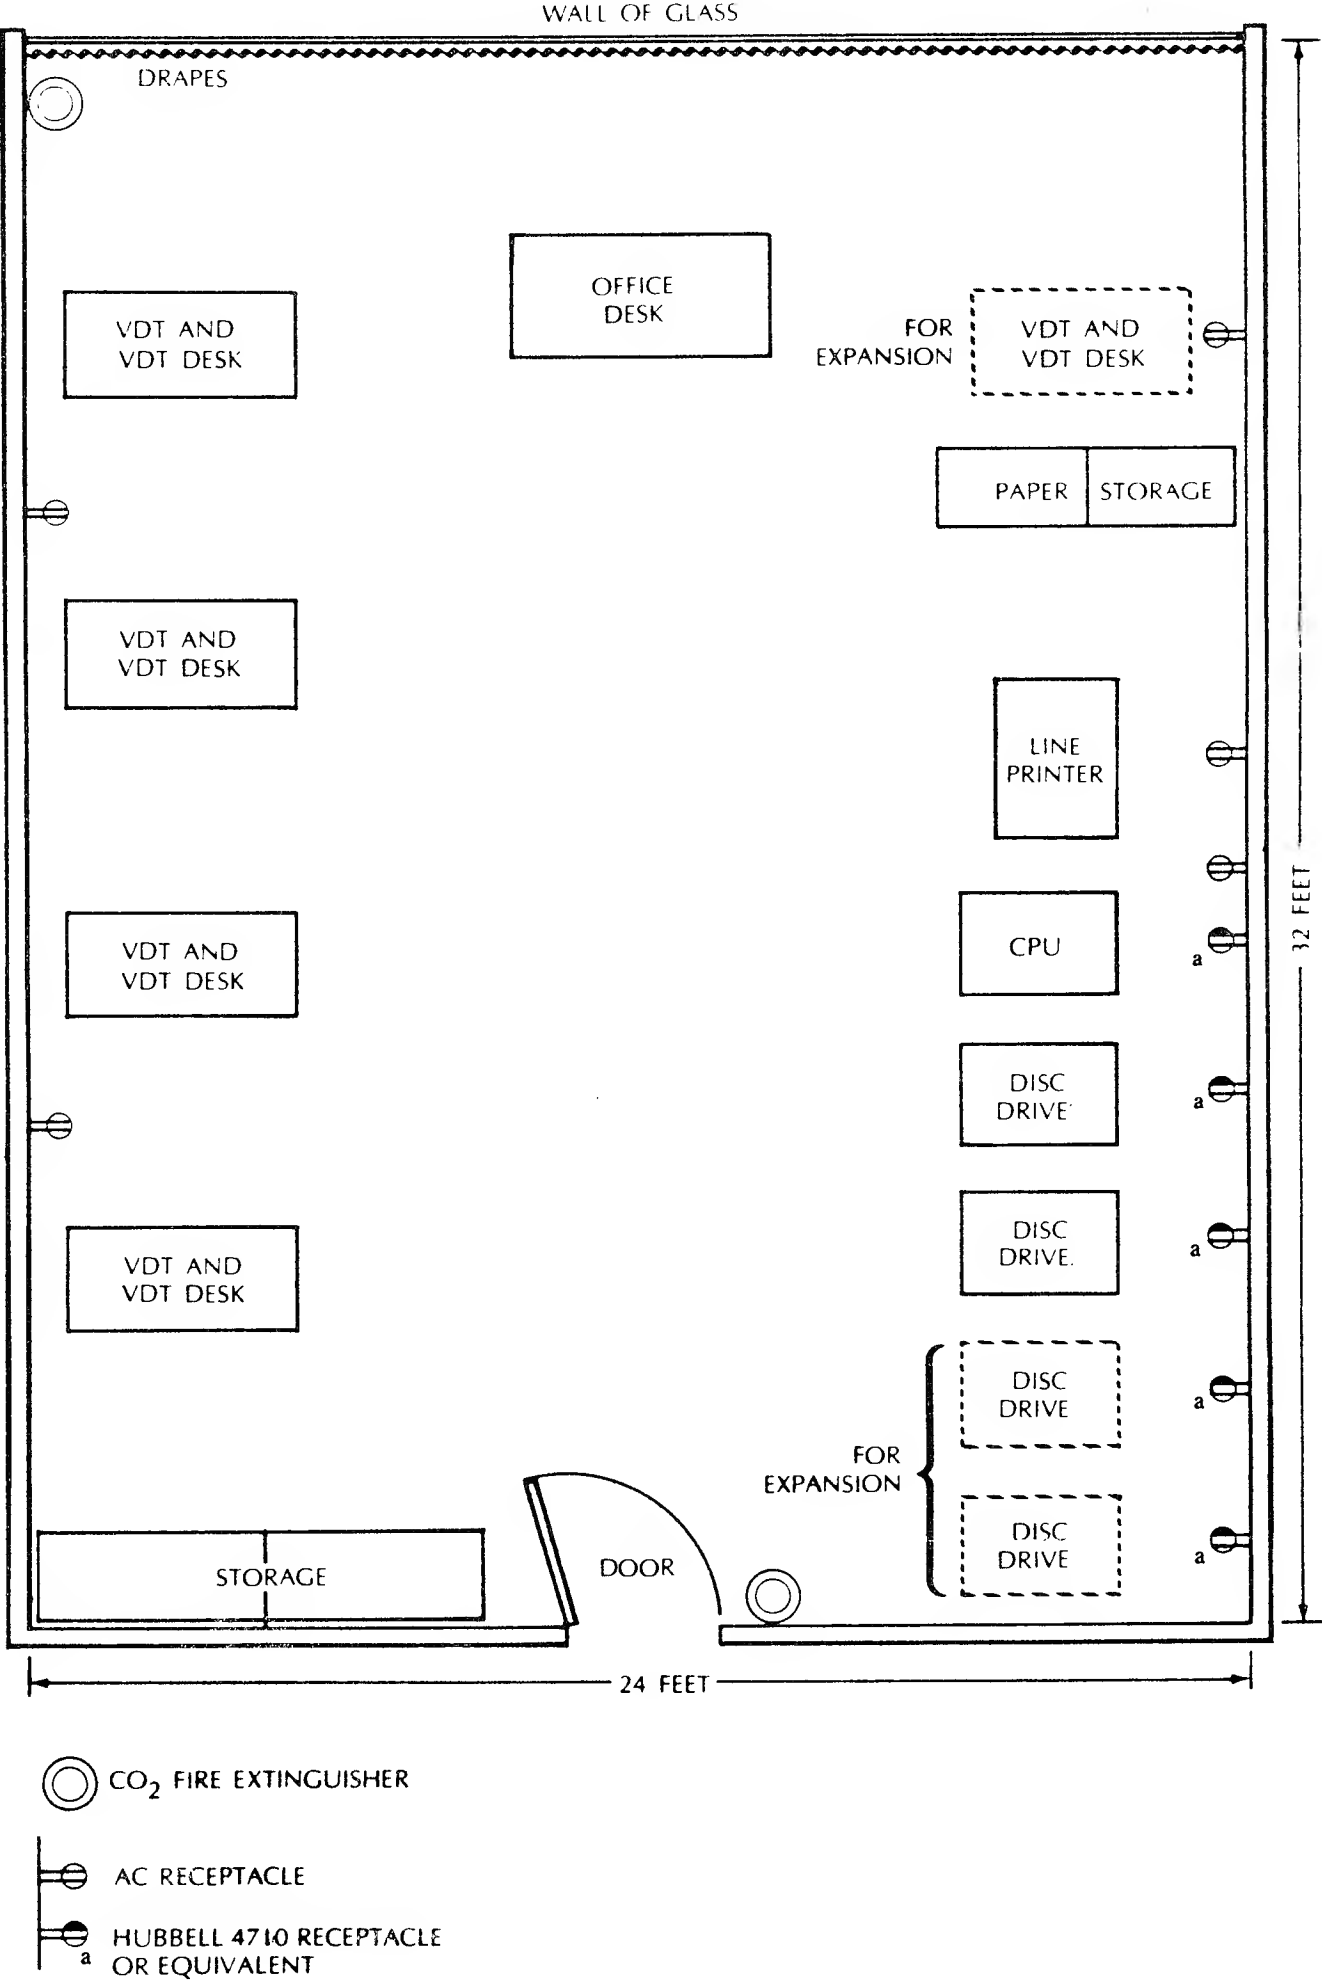 WALL OF GLASS
DRAPES
OFFICE
DESK
VDT AND
VDT DESK
FOR
EXPANSION
VDT AND
VDT DESK
PAPER
STORAGE
VDT AND
VDT DESK
LINE
PRINTER
32 FEET
VDT AND
VDT DESK
CPU
a
DISC
DRIVE
a
DISC
DRIVE.
a
VDT AND
VDT DESK
DISC
DRIVE
a
FOR
EXPANSION
DISC
DRIVE
a
STORAGE
DOOR
24 FEET
CO2 FIRE EXTINGUISHER
AC RECEPTACLE
a
HUBBELL 4710 RECEPTACLE
OR EQUIVALENT